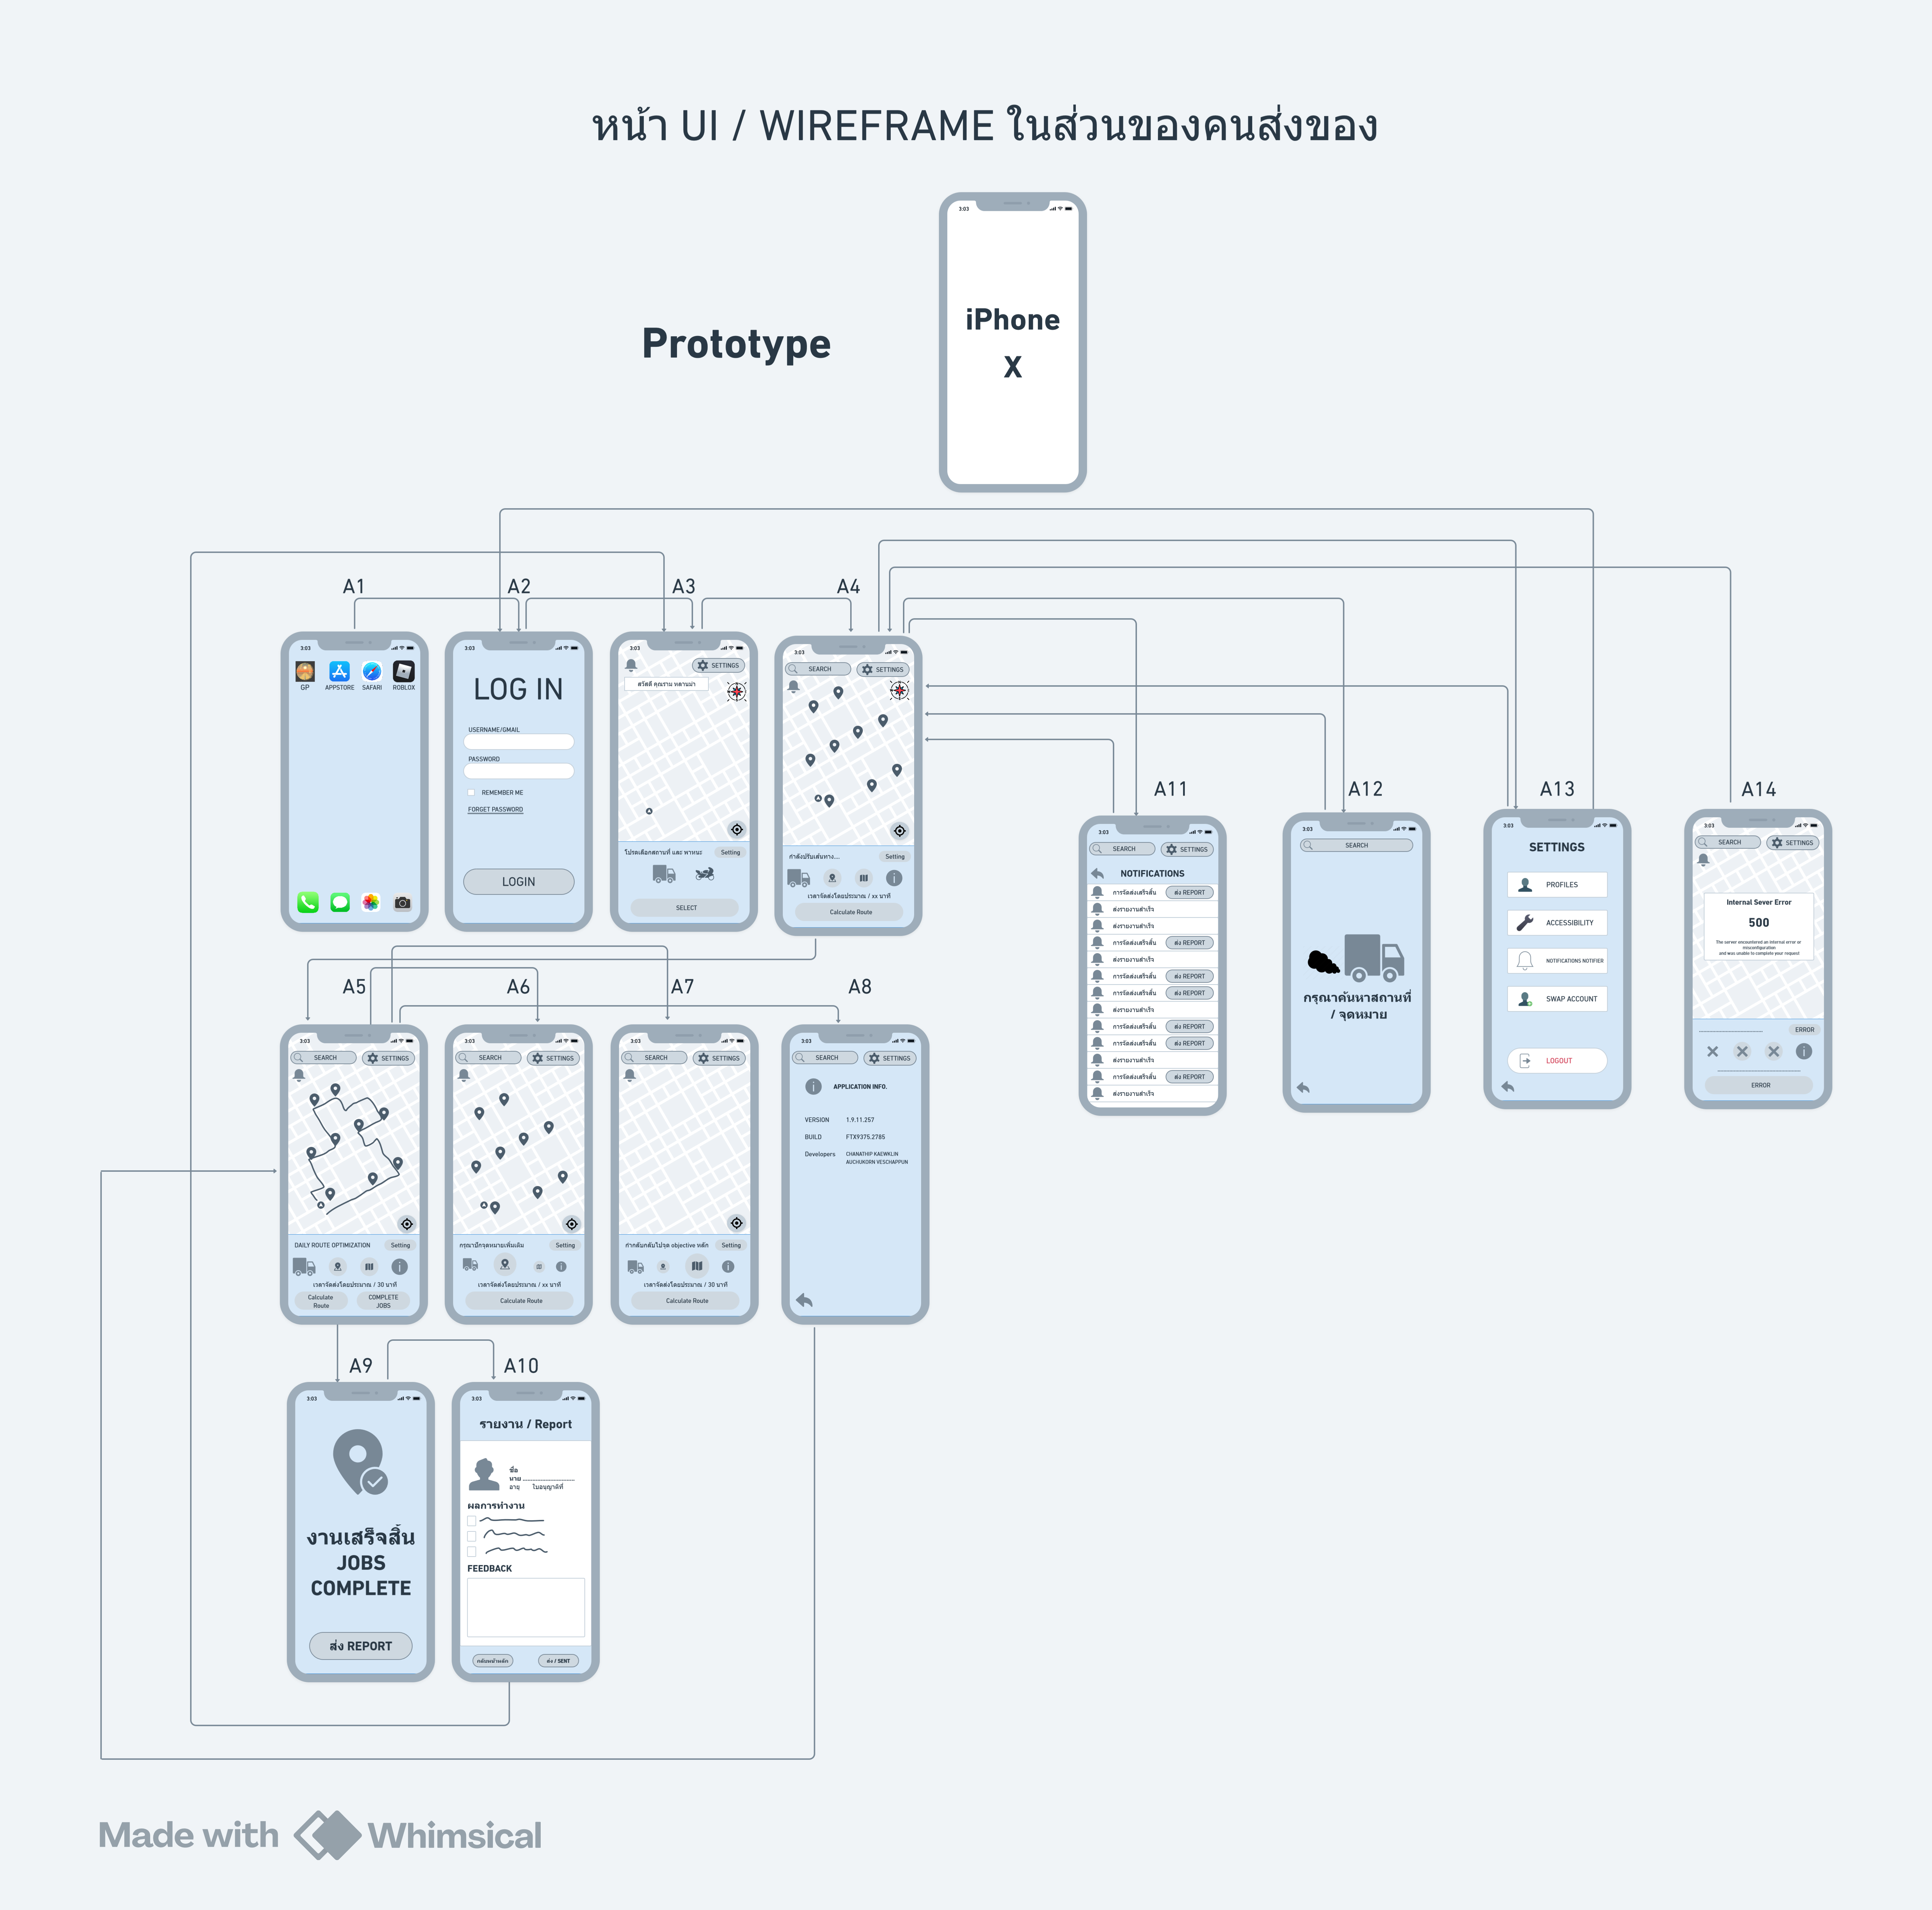 หน้า UI / WIREFRAME ในส่วนของคนส่งของ
3:03
iPhone
X
Prototype
A1
A2
A3
A4
3:03
GP
APPSTORE
SAFARI
ROBLOX
3:03
LOG IN
USERNAME/GMAIL
PASSWORD
REMEMBER ME
FORGET PASSWORD
LOGIN
3:03
SETTINGS
สวัสดี คุณราม หลานม่า
โปรดเลือกสถานที่ และ พาหนะ
Setting
SELECT
3:03
SEARCH
SETTINGS
กำลังปรับเส้นทาง....
Setting
เวลาจัดส่งโดยประมาณ / xx นาที
Calculate Route
A11
A12
A13
A14
3:03
SEARCH
SETTINGS
NOTIFICATIONS
การจัดส่งเสร็จสิ้น
ส่ง REPORT
ส่งรายงานสำเร็จ
ส่งรายงานสำเร็จ
การจัดส่งเสร็จสิ้น
ส่ง REPORT
ส่งรายงานสำเร็จ
การจัดส่งเสร็จสิ้น
ส่ง REPORT
การจัดส่งเสร็จสิ้น
ส่ง REPORT
ส่งรายงานสำเร็จ
การจัดส่งเสร็จสิ้น
ส่ง REPORT
การจัดส่งเสร็จสิ้น
ส่ง REPORT
ส่งรายงานสำเร็จ
การจัดส่งเสร็จสิ้น
ส่ง REPORT
ส่งรายงานสำเร็จ
3:03
SEARCH
กรุณาค้นหาสถานที่
/ จุดหมาย
3:03
SETTINGS
PROFILES
ACCESSIBILITY
NOTIFICATIONS NOTIFIER
SWAP ACCOUNT
LOGOUT
3:03
SEARCH
SETTINGS
Internal Sever Error
500
The server encountered an internal error or
misconfiguration
and was unable to complete your request
ERROR
ERROR
A5
A6
A7
A8
3:03
SEARCH
SETTINGS
DAILY ROUTE OPTIMIZATION
Setting
เวลาจัดส่งโดยประมาณ / 30 นาที
Calculate
Route
COMPLETE
JOBS
3:03
SEARCH
SETTINGS
กรุณาปักจุดหมายเพิ่มเติม
Setting
เวลาจัดส่งโดยประมาณ / xx นาที
Calculate Route
3:03
SEARCH
SETTINGS
objective หลัก
Setting
เวลาจัดส่งโดยประมาณ / 30 นาที
Calculate Route
3:03
SEARCH
SETTINGS
APPLICATION INFO.
VERSION
1.9.11.257
BUILD
FTX9375.2785
Developers
CHANATHIP KAEWKLIN
AUCHUKORN VESCHAPPUN
A9
A10
3:03
งานเสร็จสิ้น
JOBS
COMPLETE
ส่ง REPORT
3:03
รายงาน / Report
ชื่อ
นาย
อายุ
ใบอนุญาติที่
ผลการทำงาน
FEEDBACK
กลับหน้าหลัก
ส่ง / SENT
Made with Whimsical